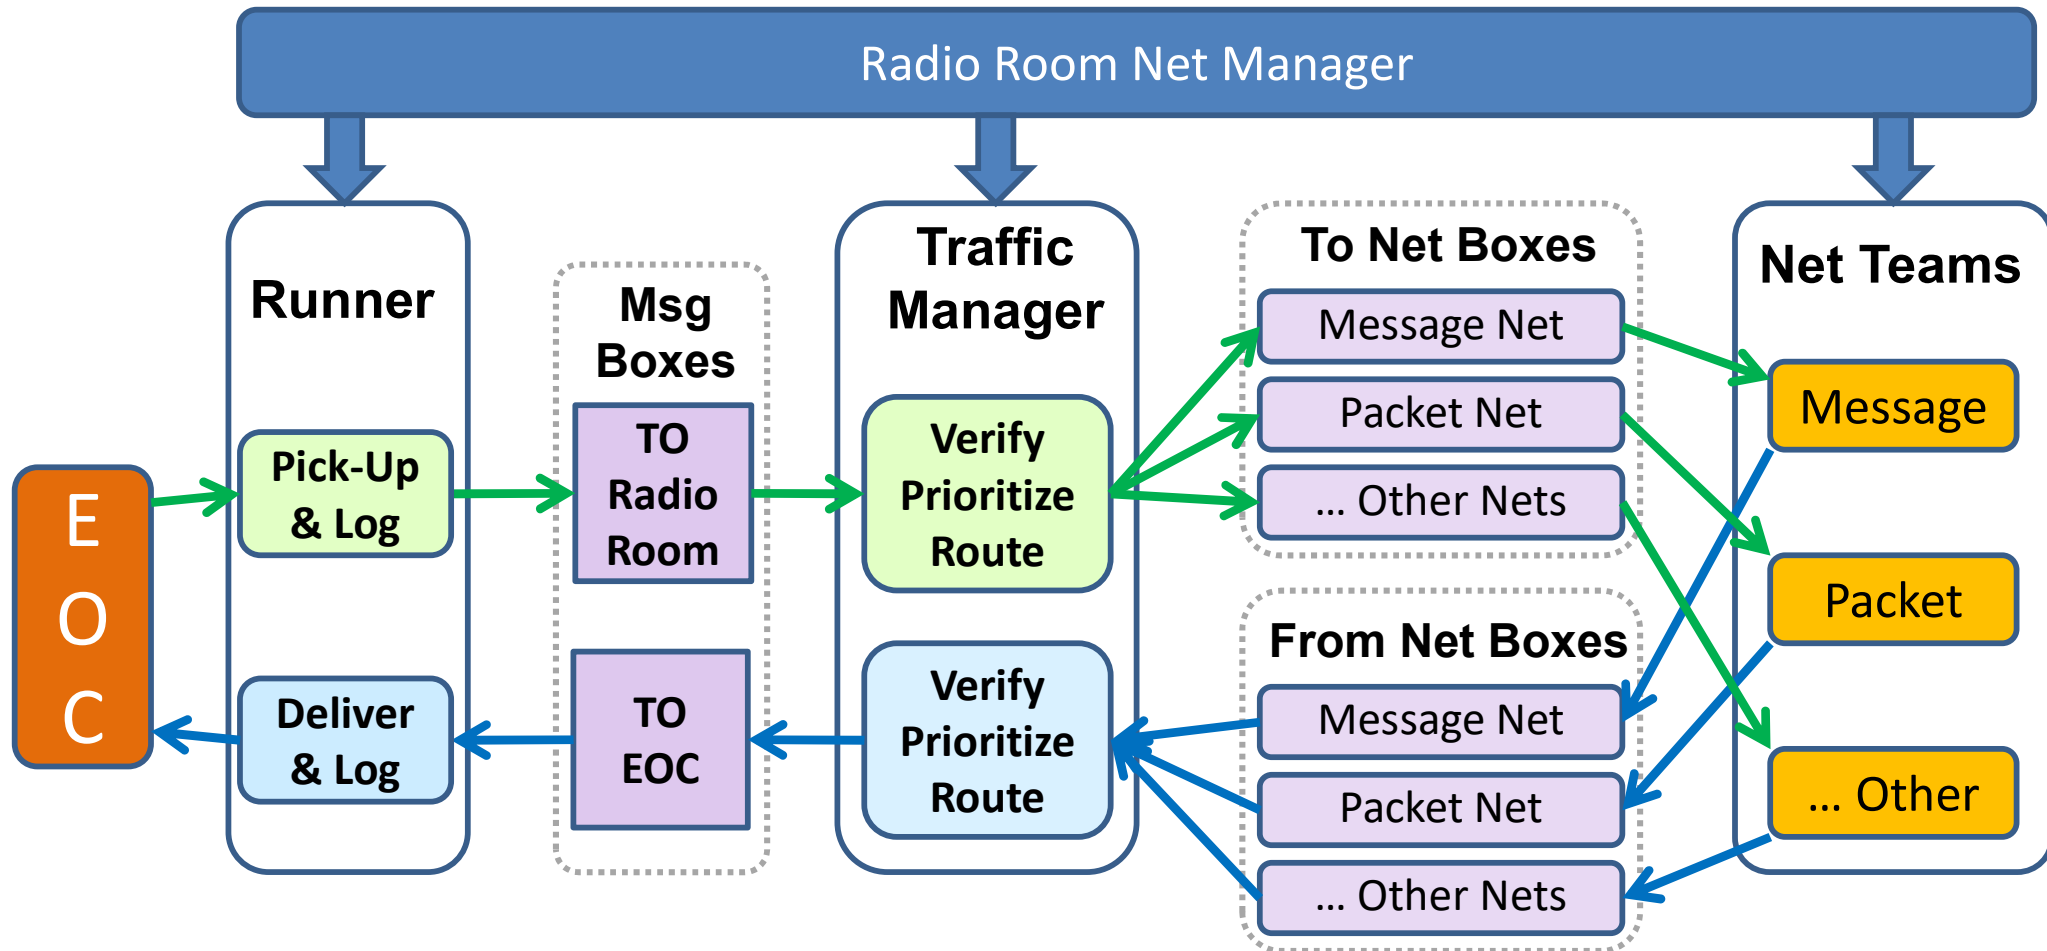 Radio Room Net Manager
E
O
C
Runner
Pick-Up
& Log
Deliver
& Log
Msg
Boxes
TO
Radio
Room
TO
EOC
Traffic
Manager
Verify
Prioritize
Route
Verify
Prioritize
Route
To Net Boxes
Message Net
Packet Net
... Other Nets
From Net Boxes
Message Net
Packet Net
... Other Nets
Net Teams
Message
Packet
... Other